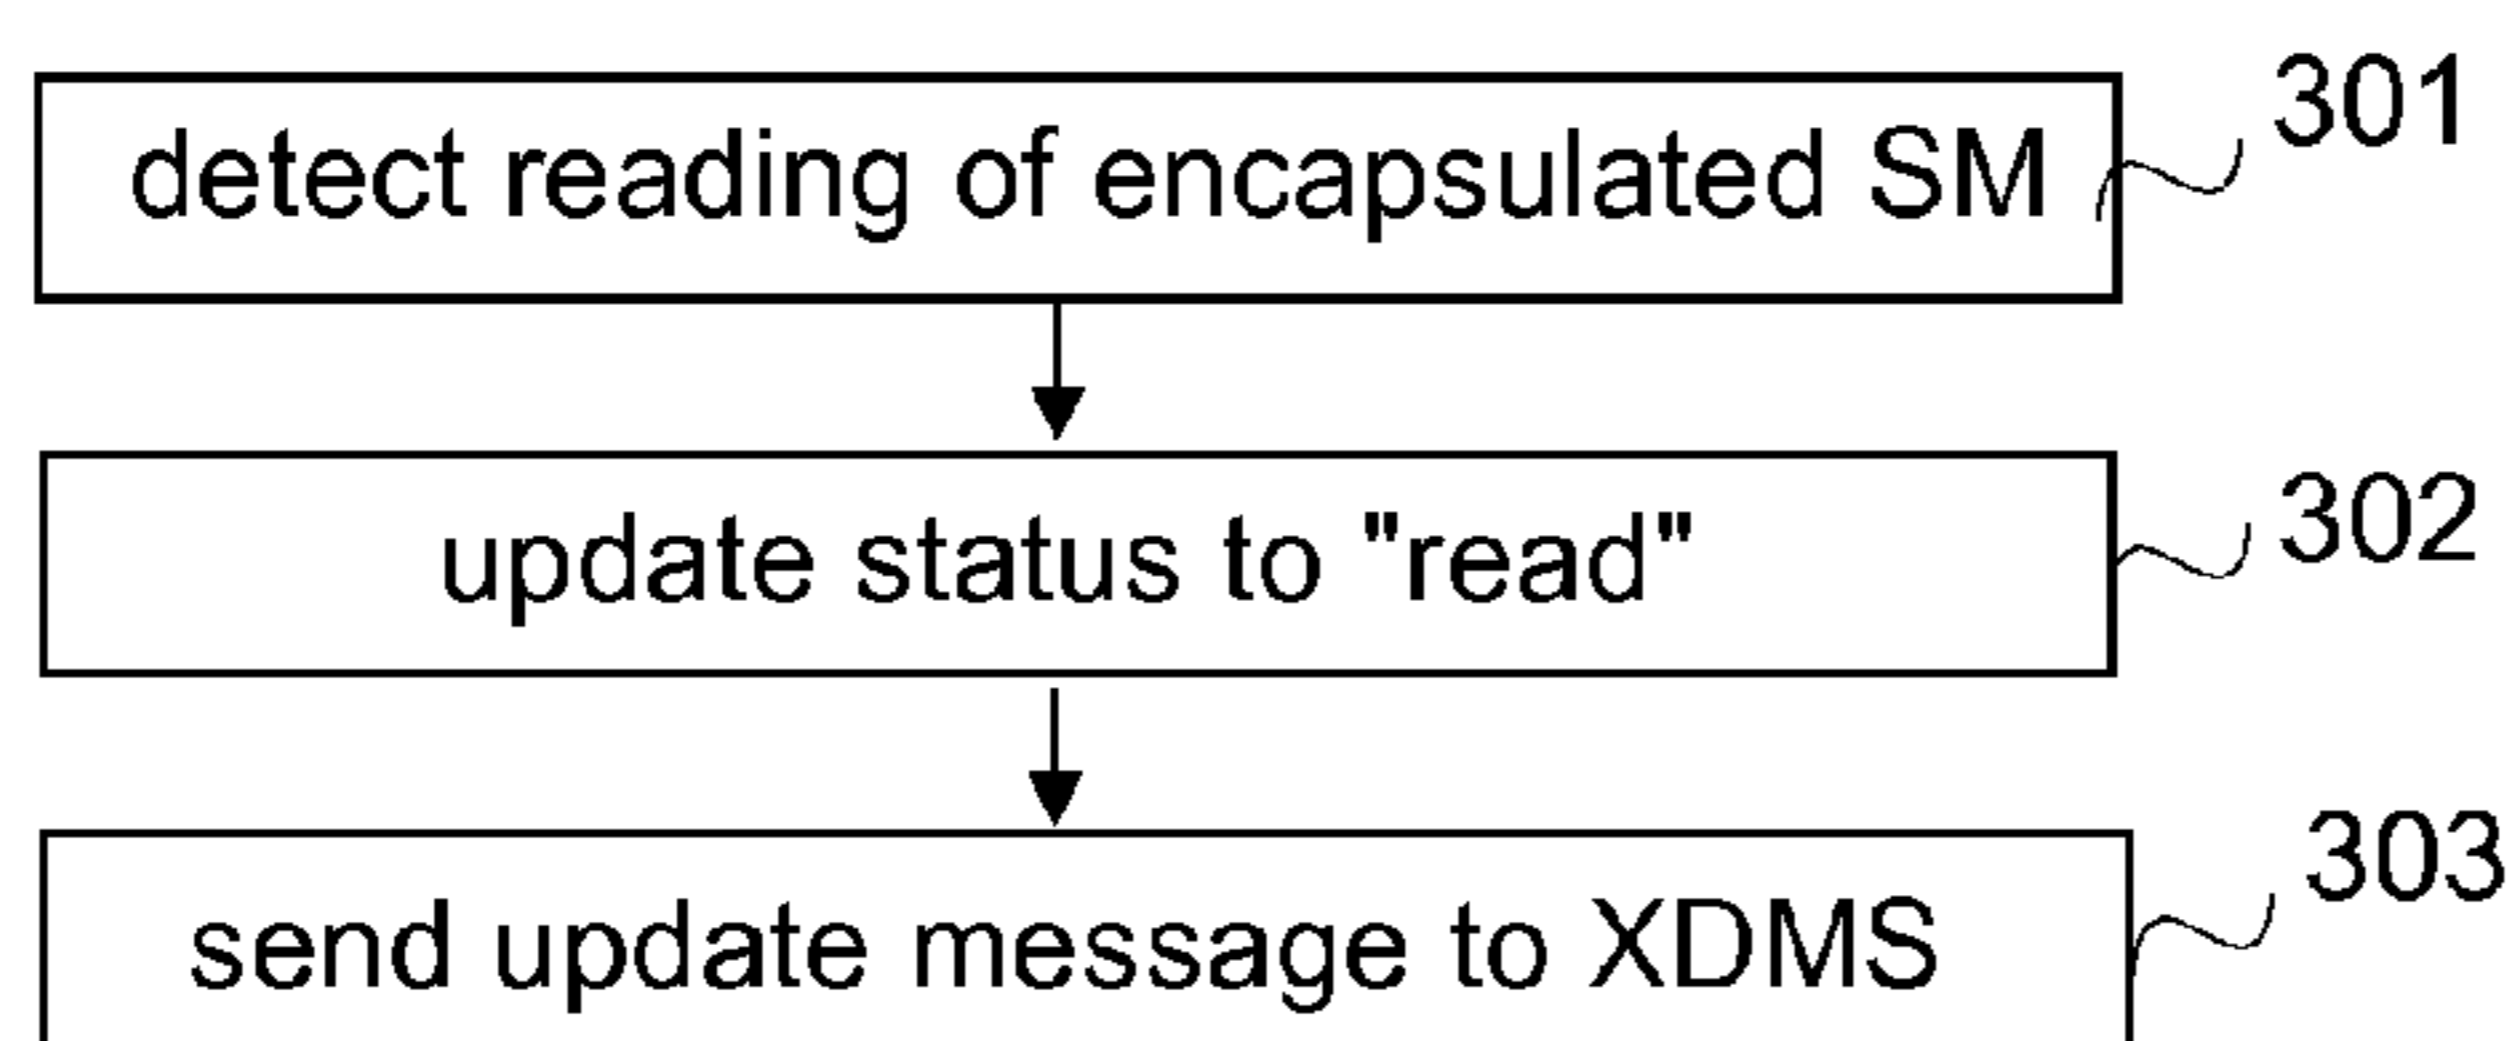 detect reading of encapsulated SM
301
update status to "read"
302
send update message to XDMS
303